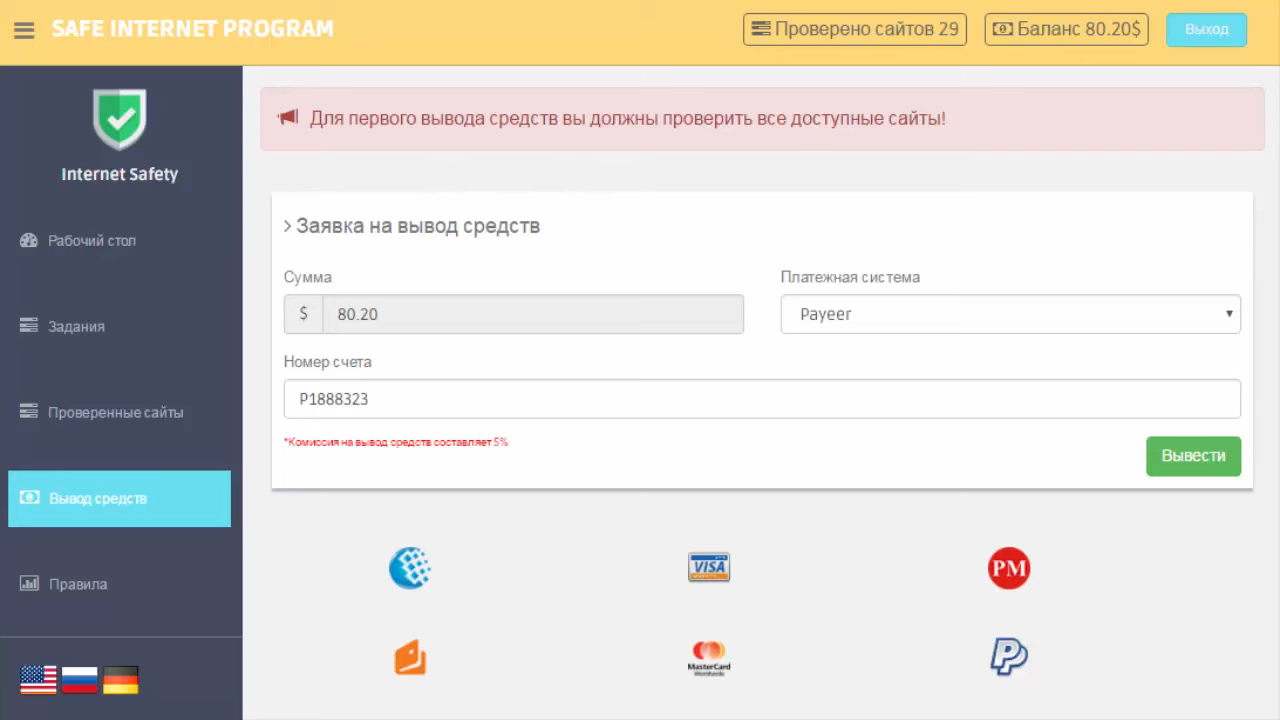 SAFE INTERNET PROGRAM
Проверено сайтов 29
Баланс 80.20$
Выход
Internet Safety
Рабочий стол
Задания
Проверенные сайты
Вывод средств
Правила
Для первого вывода средств вы должны проверить все доступные сайты!
Заявка на вывод средств
Сумма
$ 80.20
Платежная система
Payeer
Номер счета
P1888323
*Комиссия на вывод средств составляет 5%
Вывести
VISA
PM
MasterCard